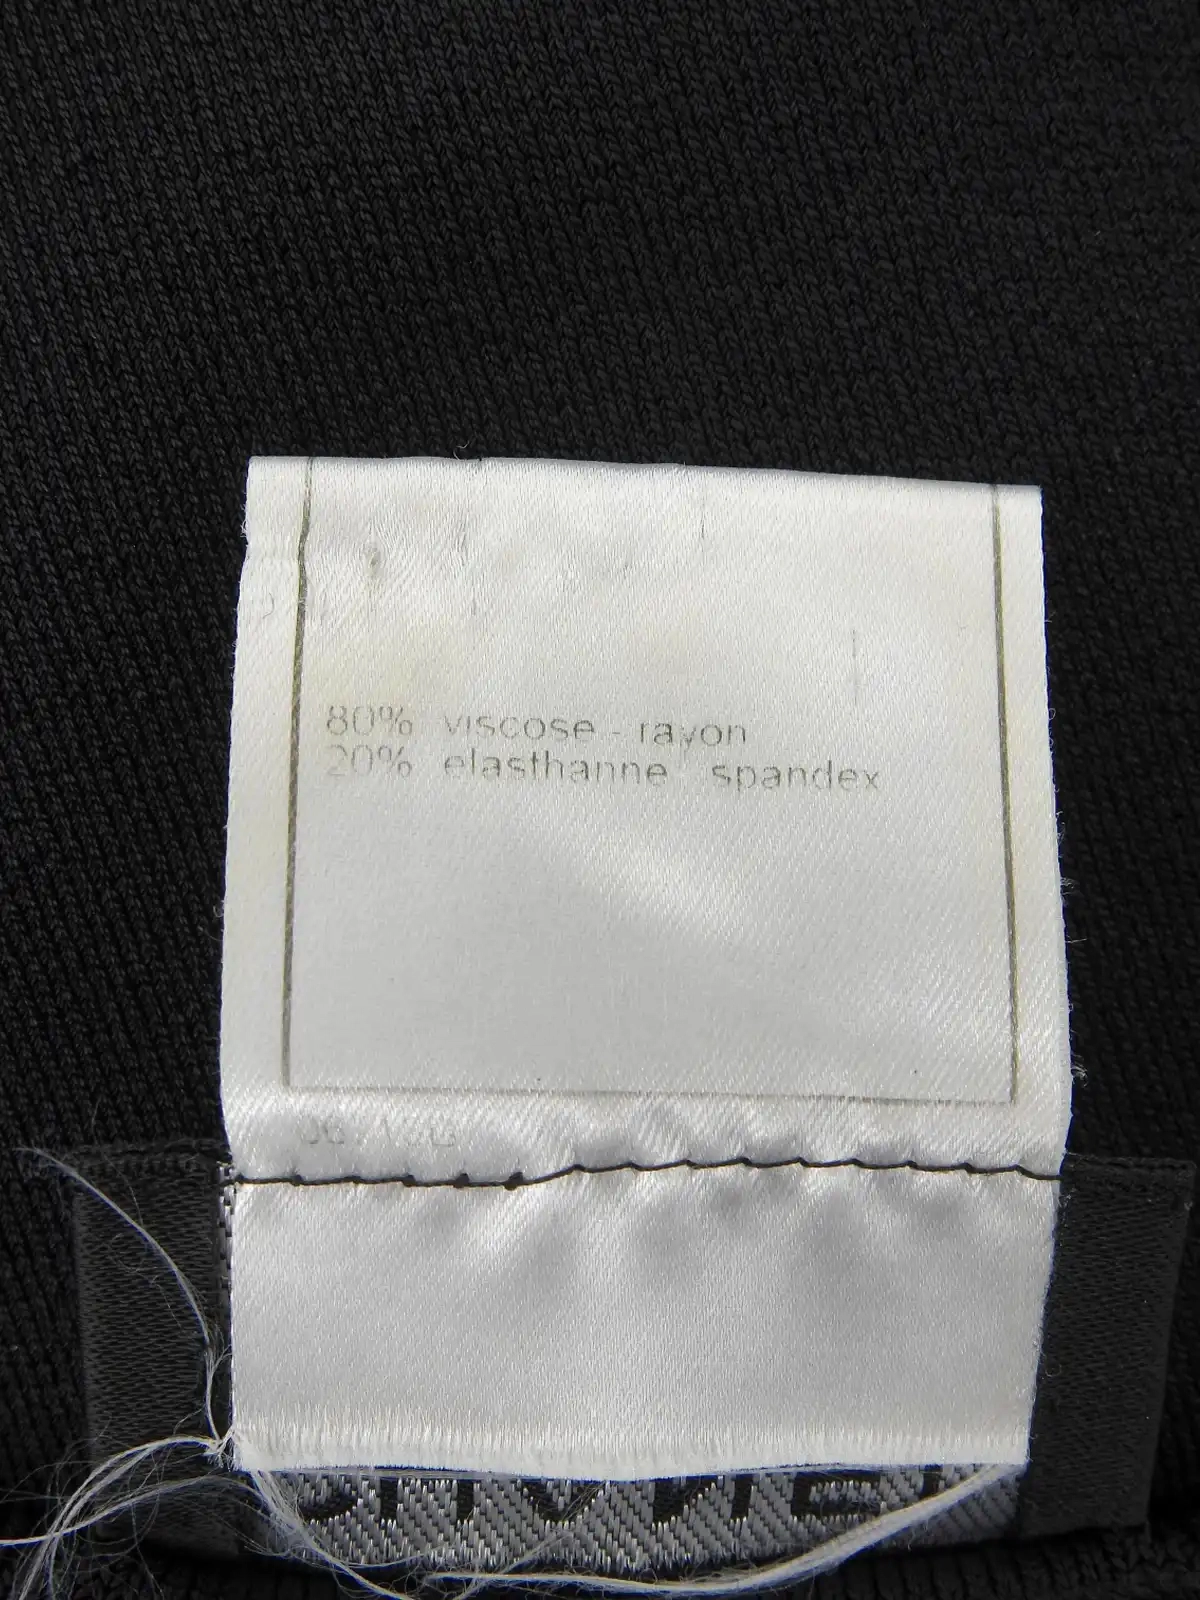 80% viscose - rayon
20% elasthanne spandex